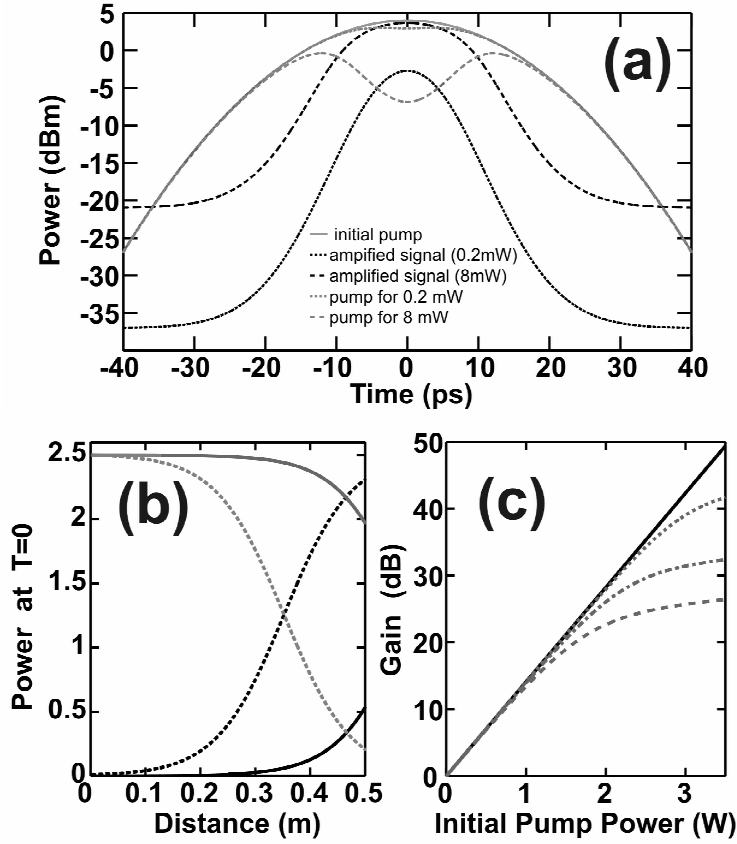 5
0
-5
-10
-15
-20
-25
-30
-35
Power (dBm)
(a)
initial pump
ampified signal (0.2mW)
ampified signal (8mW)
pump for 0.2 mW
pump for 8 mW
-40 -30 -20 -10 0 10 20 30 40
Time (ps)
2.5
2
1.5
1
0.5
0
Power at T=0
(b)
0 0.1 0.2 0.3 0.4 0.5
Distance (m)
50
40
30
20
10
0
Gain (dB)
(c)
0 1 2 3
Initial Pump Power (W)